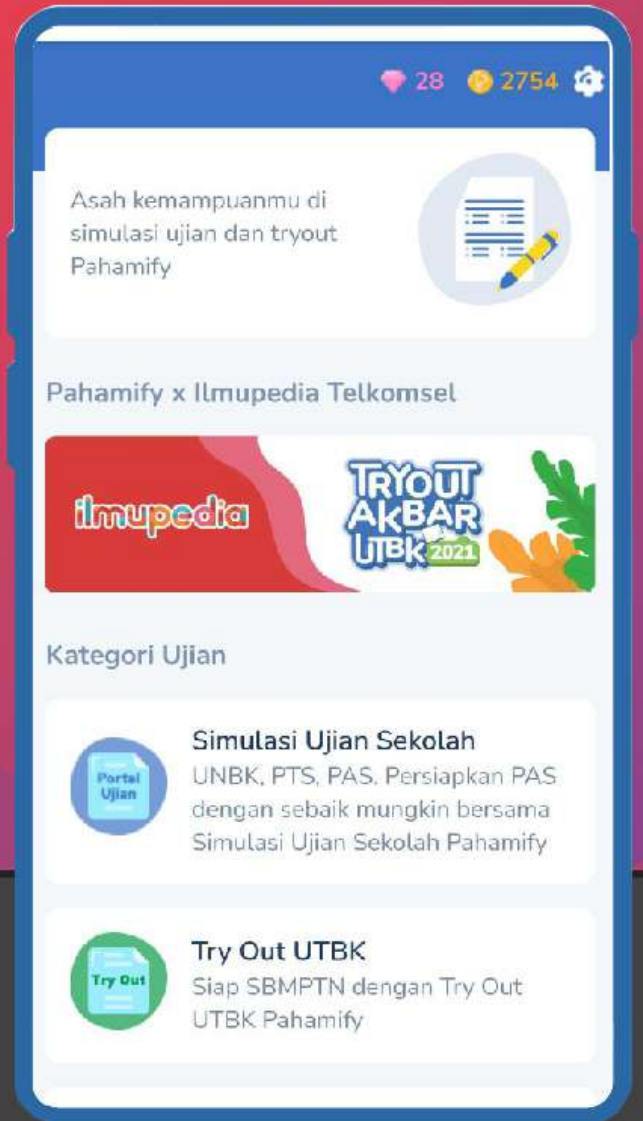 28 2754
Asah kemampuanmu di
simulasi ujian dan tryout
Pahamify
Pahamify x Ilmupedia Telkomsel
ilmupedia
TRYOUT
AKBAR
UTBK 2021
Kategori Ujian
Portal
Ujian
Simulasi Ujian Sekolah
UNBK, PTS, PAS. Persiapkan PAS
dengan sebaik mungkin bersama
Simulasi Ujian Sekolah Pahamify
Try Out
Try Out UTBK
Siap SBMPTN dengan Try Out
UTBK Pahamify